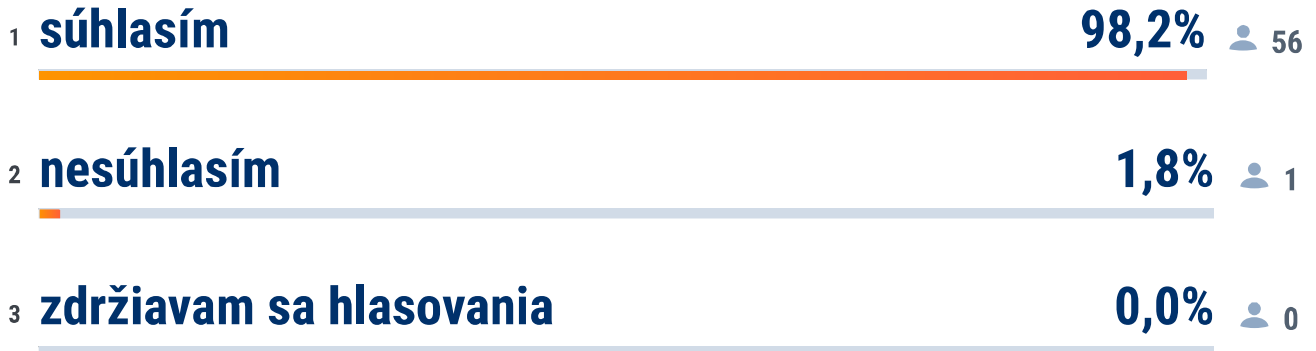 1 súhlasím 98,2% 56
2 nesúhlasím 1,8% 1
3 zdržiavam sa hlasovania 0,0% 0